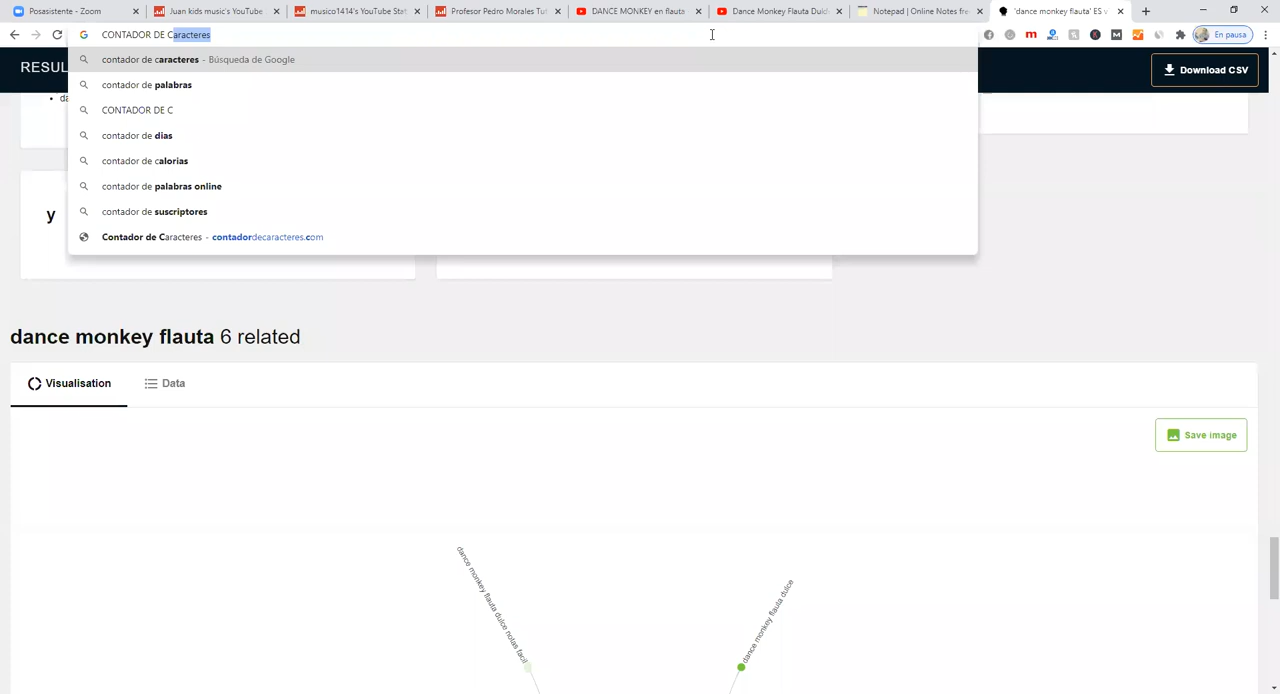 Posasistente - Zoom
Juan kids music's YouTube
musico1414's YouTube Stat
Profesor Pedro Morales Tut
DANCE MONKEY en flauta
Dance Monkey Flauta Dulc
Notepad | Online Notes fre
'dance monkey flauta' ES v
CONTADOR DE Caracteres
En pausa
contador de caracteres - Búsqueda de Google
contador de palabras
CONTADOR DE C
contador de dias
contador de calorías
contador de palabras online
contador de suscriptores
Contador de Caracteres - contadordecaracteres.com
RESUL
Download CSV
da
y
dance monkey flauta 6 related
Visualisation
Data
Save image
dance monkey flauta dulce notas facil
dance monkey flauta dulce